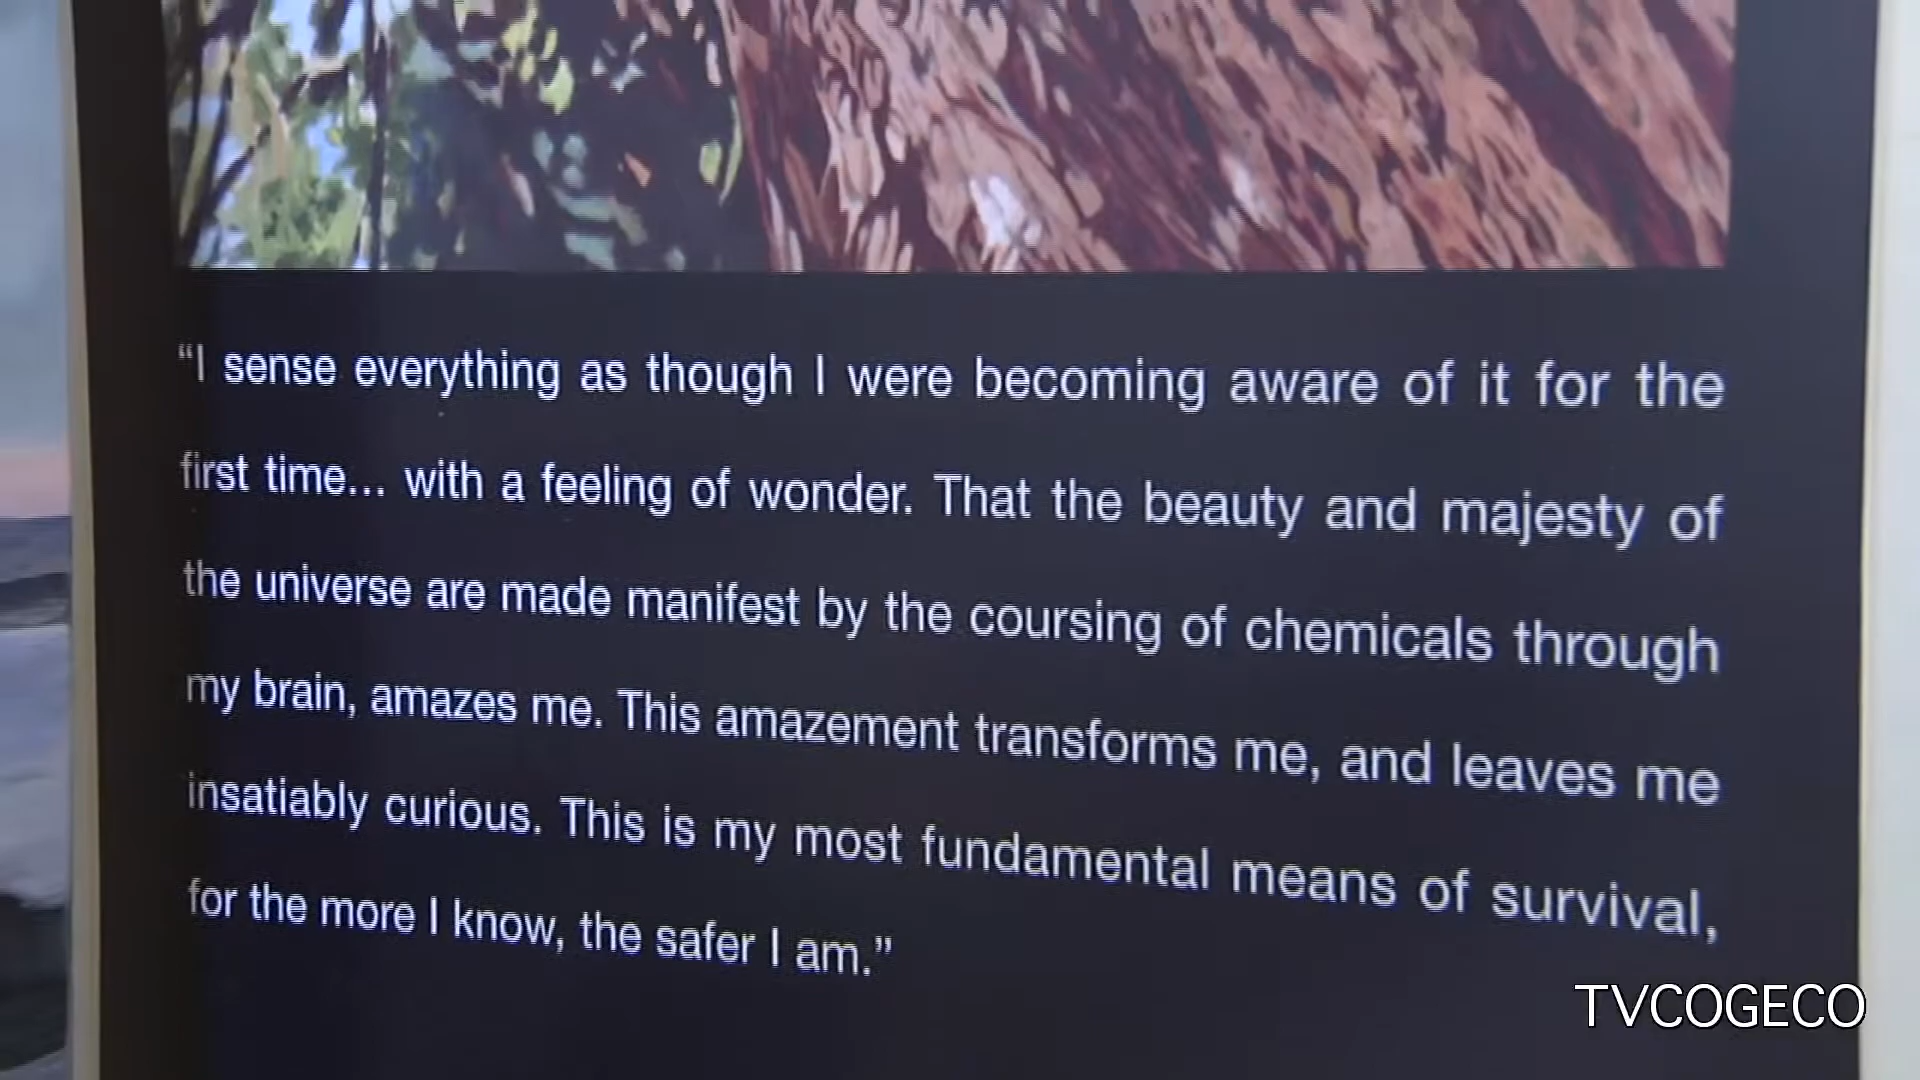 “I sense everything as though I were becoming aware of it for the
first time... with a feeling of wonder. That the beauty and majesty of
the universe are made manifest by the coursing of chemicals through
my brain, amazes me. This amazement transforms me, and leaves me
insatiably curious. This is my most fundamental means of survival,
for the more I know, the safer I am.”
TVCOGECO